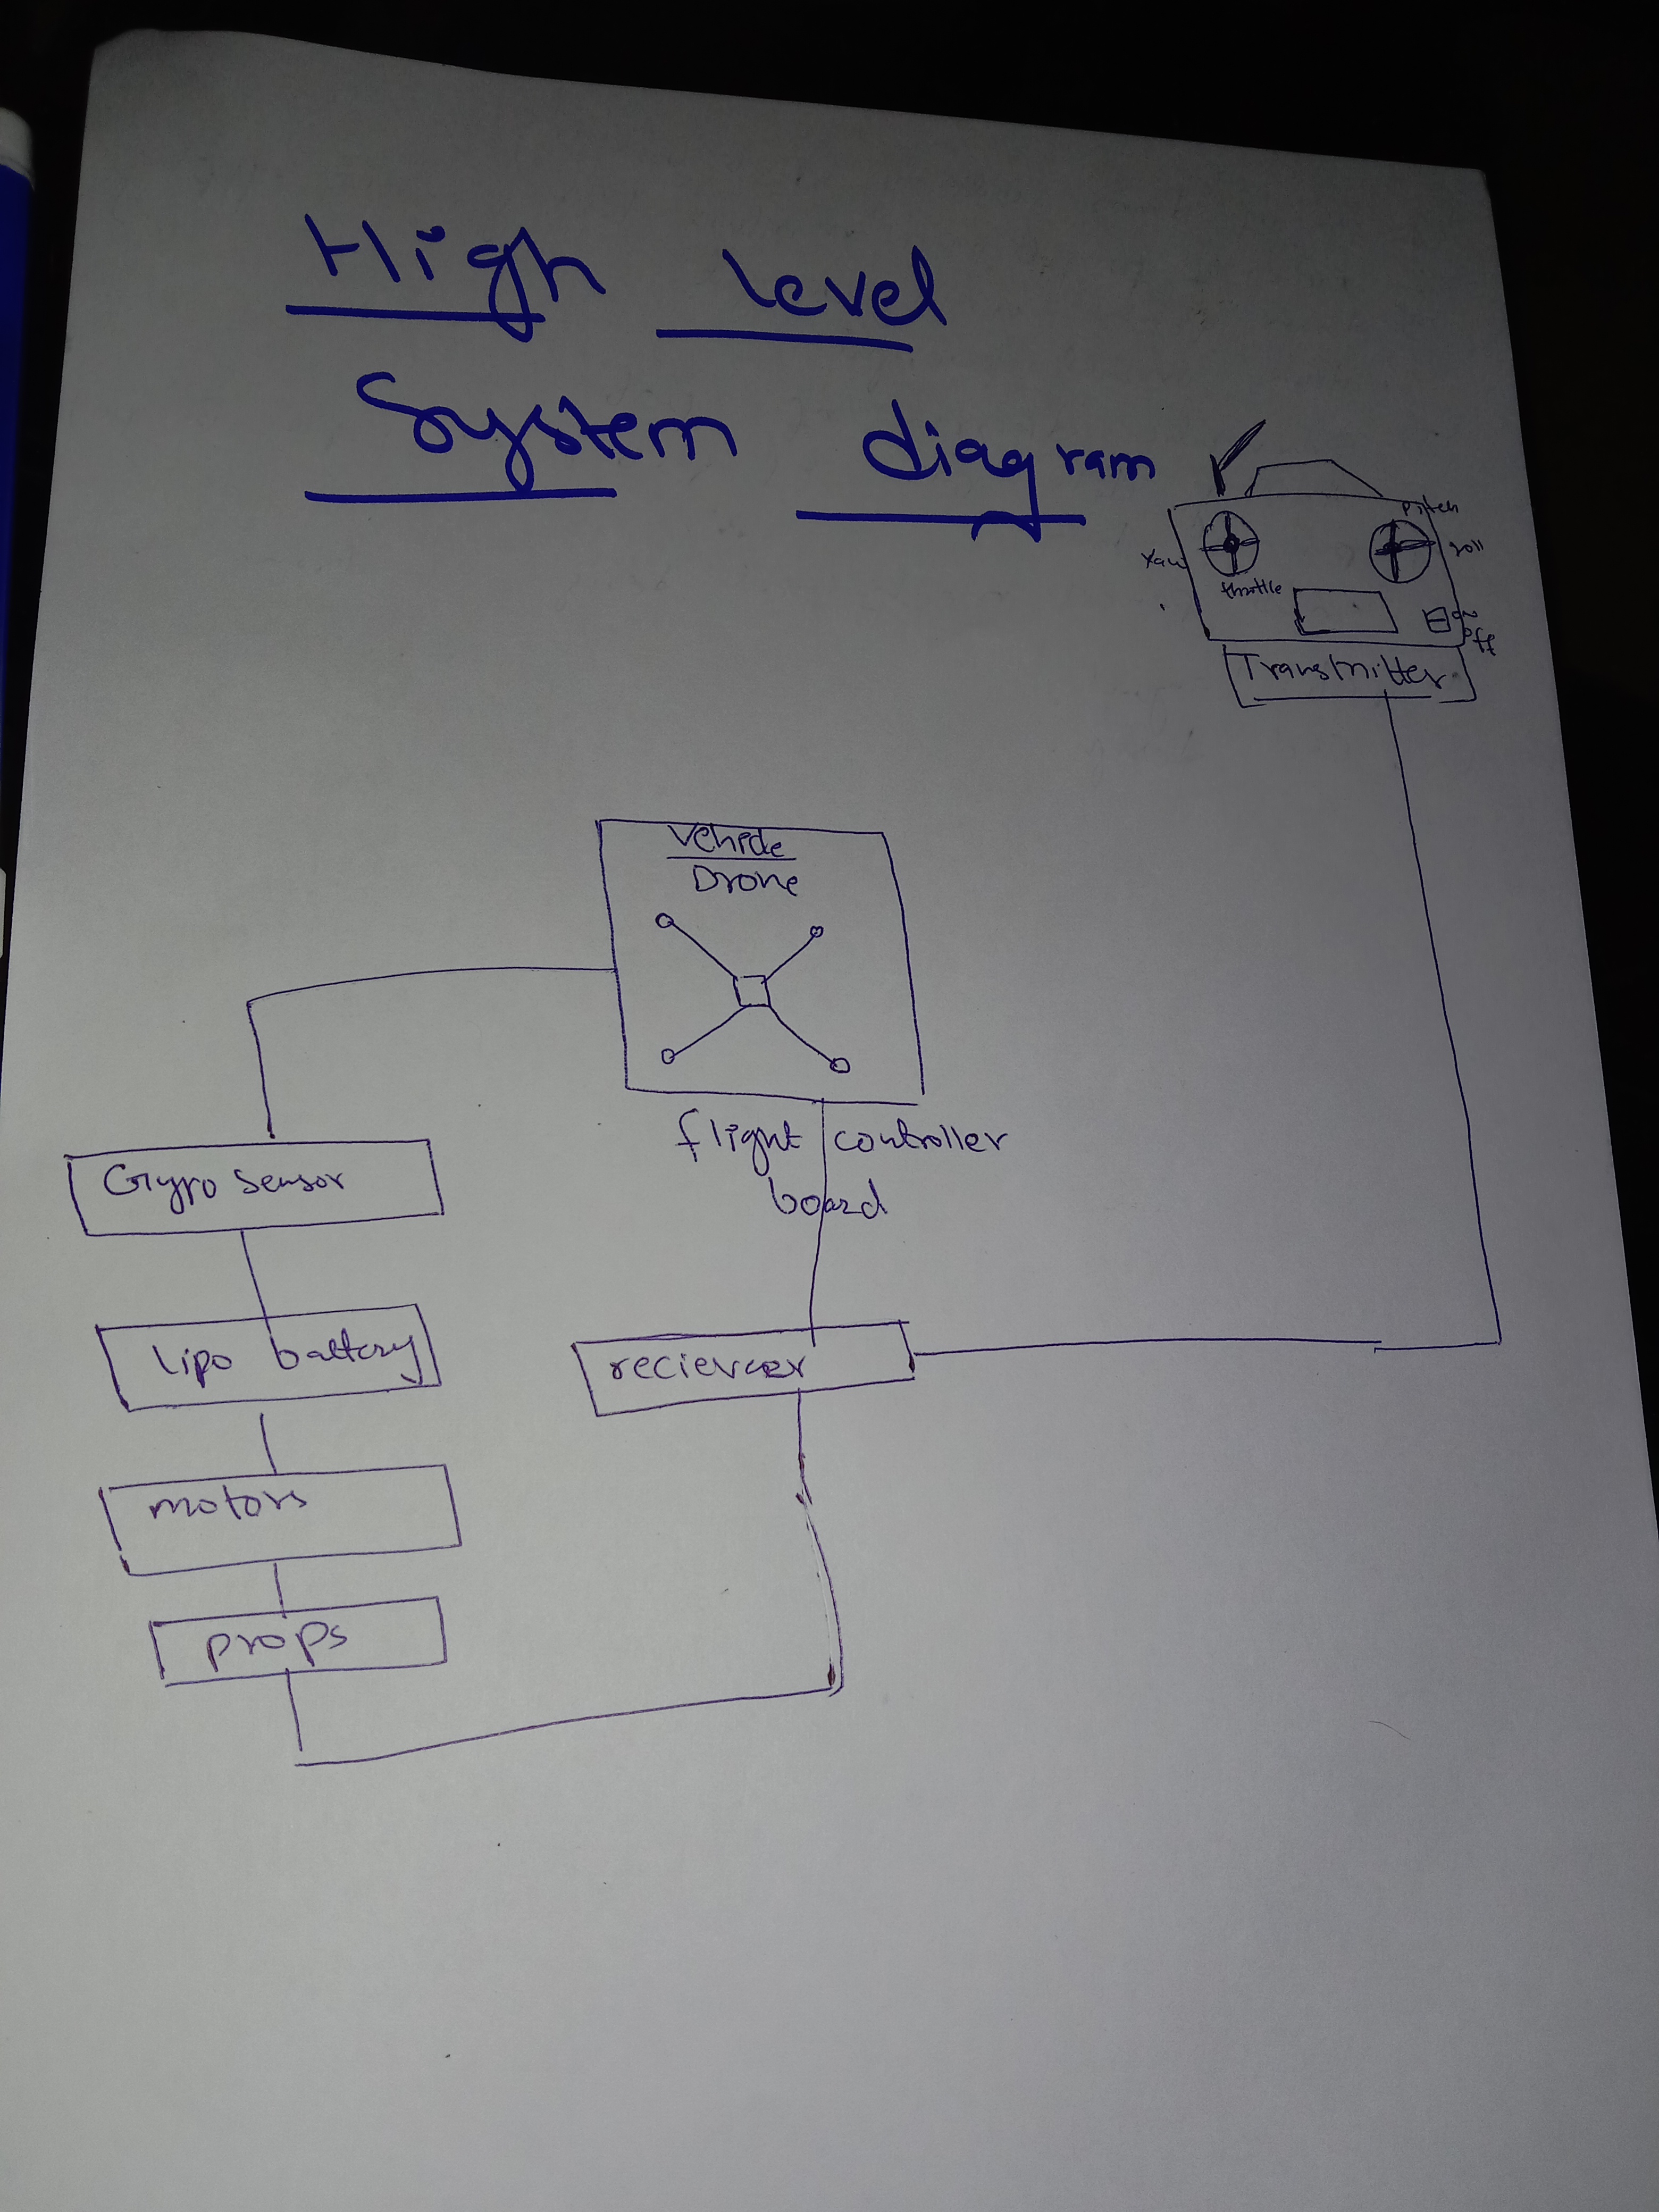 High level
System diagram
Pitch
Yaw
roll
throttle
on
off
Transmitter
Vehicle
Drone
flight controller
board
Gyro sensor
lipo battery
motors
props